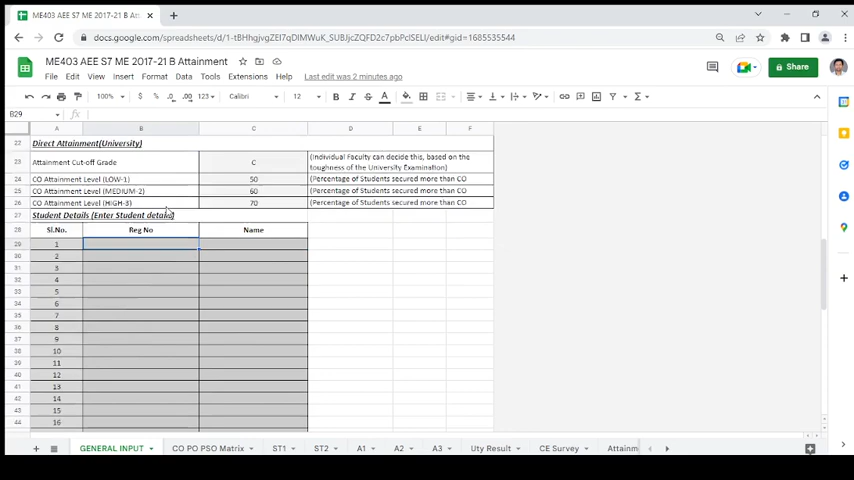 ME403 AEE S7 ME 2017-21 B Att
docs.google.com/spreadsheets/d/1-tBHhgjvgZEI7qDlMWuK_SUBJjcZQFD2c7pbPcISELI/edit#gid=1685535544
ME403 AEE S7 ME 2017-21 B Attainment
File Edit View Insert Format Data Tools Extensions Help Last edit was 2 minutes ago
Share
100% $ % .0 .00 123 Calibri 12 B I S A
B29 fx
A B C D E F
22 Direct Attainment(University)
23 Attainment Cut-off Grade C (Individual Faculty can decide this, based on the
toughness of the University Examination)
24 CO Attainment Level (LOW-1) 50 (Percentage of Students secured more than CO
25 CO Attainment Level (MEDIUM-2) 60 (Percentage of Students secured more than CO
26 CO Attainment Level (HIGH-3) 70 (Percentage of Students secured more than CO
27 Student Details (Enter Student details)
28 Sl.No. Reg No Name
29 1
30 2
31 3
32 4
33 5
34 6
35 7
36 8
37 9
38 10
39 11
40 12
41 13
42 14
43 15
44 16
GENERAL INPUT CO PO PSO Matrix ST1 ST2 A1 A2 A3 Uty Result CE Survey Attainm